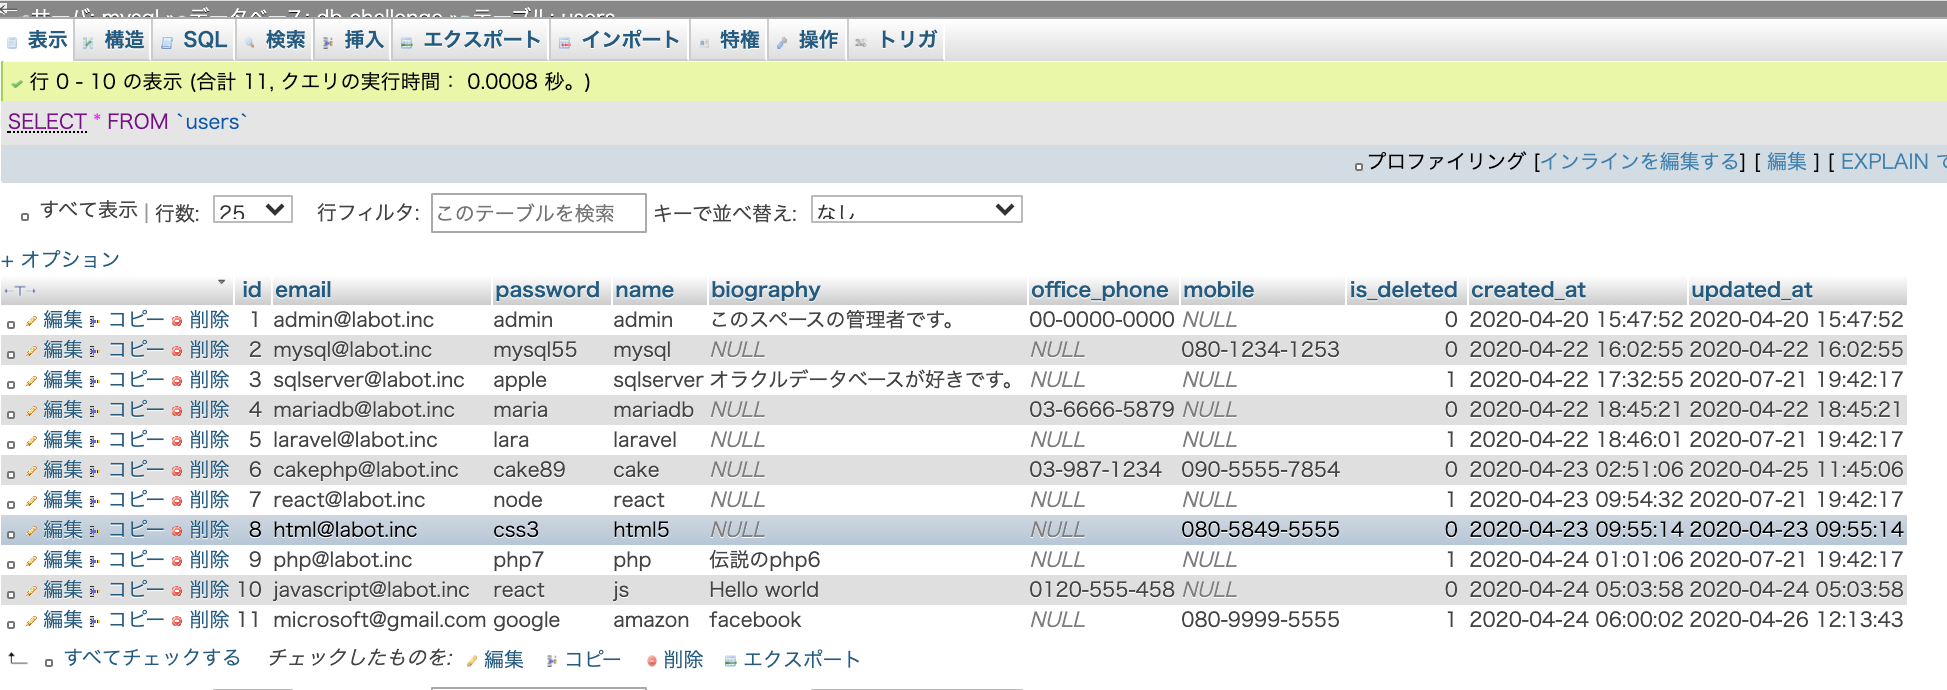 サーバ: mysql » データベース: db_challenge » テーブル: users
表示 構造 SQL 検索 挿入 エクスポート インポート 特権 操作 トリガ
行 0 - 10 の表示 (合計 11, クエリの実行時間： 0.0008 秒。)
SELECT * FROM `users`
プロファイリング [インラインを編集する] [ 編集 ] [ EXPLAIN で
すべて表示 | 行数: 25 行フィルタ: このテーブルを検索 キーで並べ替え: なし
+ オプション
←T→ id email password name biography office_phone mobile is_deleted created_at updated_at
編集 コピー 削除 1 admin@labot.inc admin admin このスペースの管理者です。 00-0000-0000 NULL 0 2020-04-20 15:47:52 2020-04-20 15:47:52
編集 コピー 削除 2 mysql@labot.inc mysql55 mysql NULL NULL 080-1234-1253 0 2020-04-22 16:02:55 2020-04-22 16:02:55
編集 コピー 削除 3 sqlserver@labot.inc apple sqlserver オラクルデータベースが好きです。 NULL NULL 1 2020-04-22 17:32:55 2020-07-21 19:42:17
編集 コピー 削除 4 mariadb@labot.inc maria mariadb NULL 03-6666-5879 NULL 0 2020-04-22 18:45:21 2020-04-22 18:45:21
編集 コピー 削除 5 laravel@labot.inc lara laravel NULL NULL NULL 1 2020-04-22 18:46:01 2020-07-21 19:42:17
編集 コピー 削除 6 cakephp@labot.inc cake89 cake NULL 03-987-1234 090-5555-7854 0 2020-04-23 02:51:06 2020-04-25 11:45:06
編集 コピー 削除 7 react@labot.inc node react NULL NULL NULL 1 2020-04-23 09:54:32 2020-07-21 19:42:17
編集 コピー 削除 8 html@labot.inc css3 html5 NULL NULL 080-5849-5555 0 2020-04-23 09:55:14 2020-04-23 09:55:14
編集 コピー 削除 9 php@labot.inc php7 php 伝説のphp6 NULL NULL 1 2020-04-24 01:01:06 2020-07-21 19:42:17
編集 コピー 削除 10 javascript@labot.inc react js Hello world 0120-555-458 NULL 0 2020-04-24 05:03:58 2020-04-24 05:03:58
編集 コピー 削除 11 microsoft@gmail.com google amazon facebook NULL 080-9999-5555 1 2020-04-24 06:00:02 2020-04-26 12:13:43
すべてチェックする チェックしたものを: 編集 コピー 削除 エクスポート